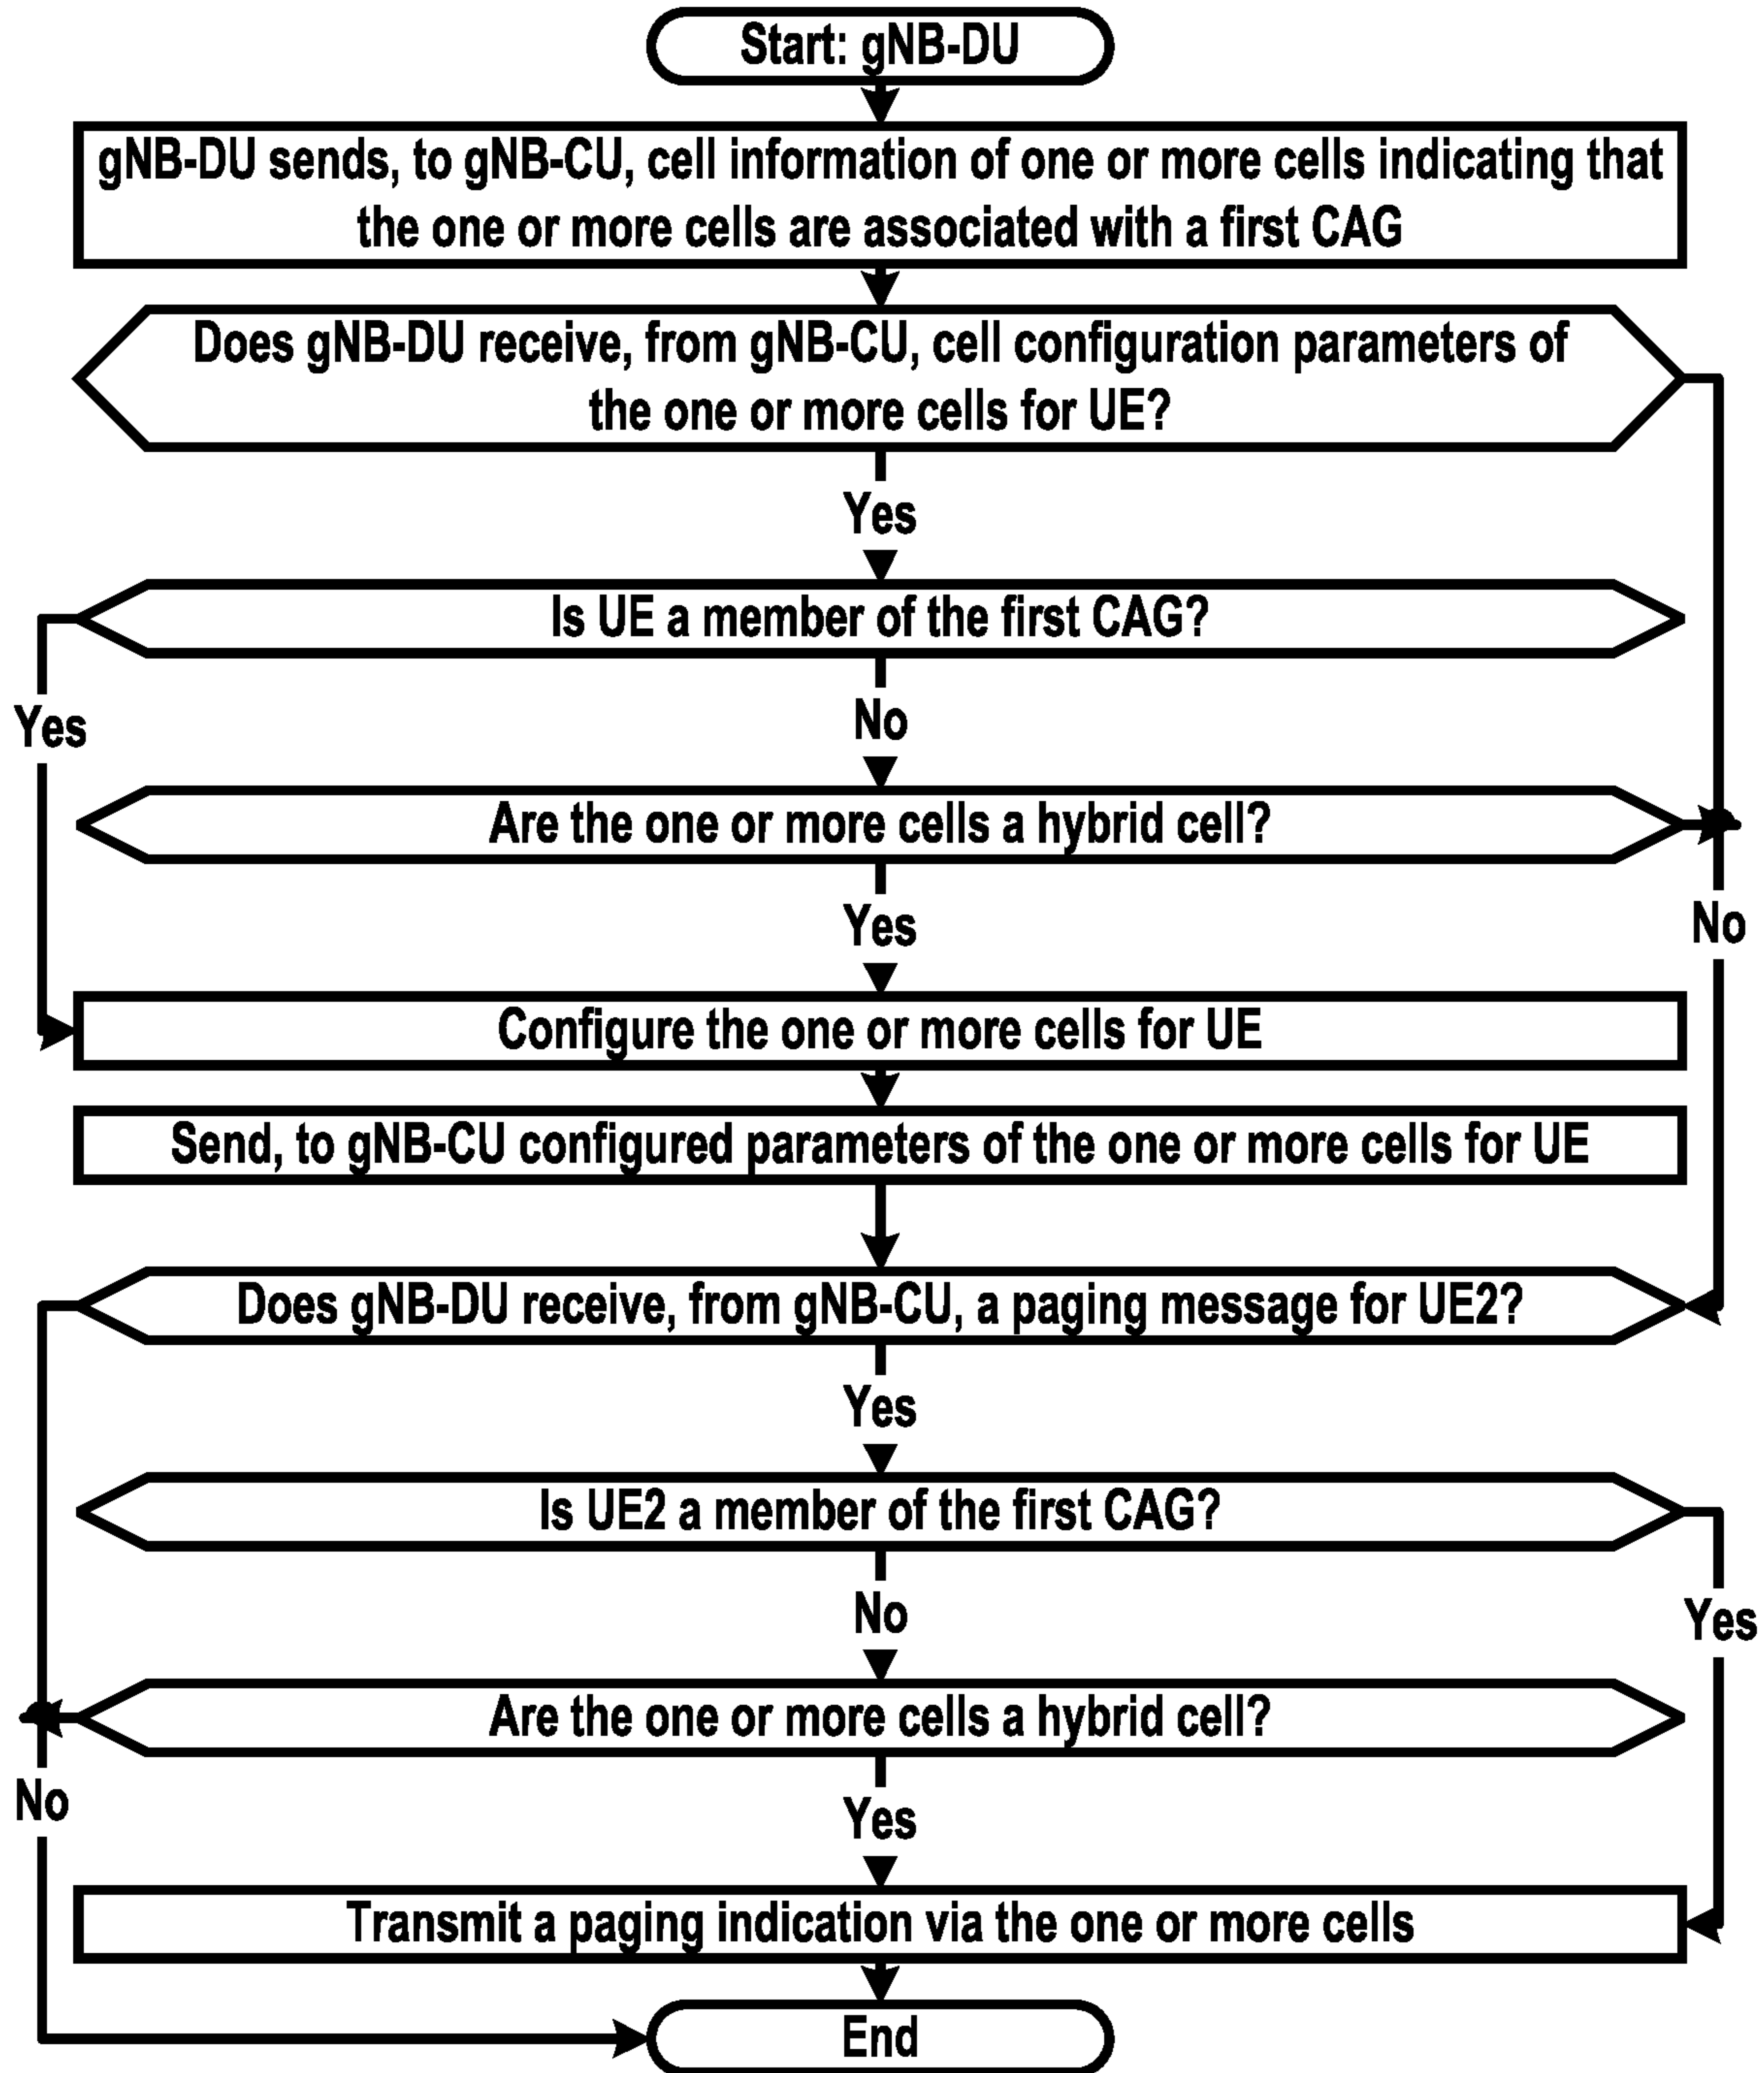 Start: gNB-DU
gNB-DU sends, to gNB-CU, cell information of one or more cells indicating that
the one or more cells are associated with a first CAG
Does gNB-DU receive, from gNB-CU, cell configuration parameters of
the one or more cells for UE?
Yes
Is UE a member of the first CAG?
Yes
No
Are the one or more cells a hybrid cell?
Yes
No
Configure the one or more cells for UE
Send, to gNB-CU configured parameters of the one or more cells for UE
Does gNB-DU receive, from gNB-CU, a paging message for UE2?
Yes
Is UE2 a member of the first CAG?
No
Yes
Are the one or more cells a hybrid cell?
No
Yes
Transmit a paging indication via the one or more cells
End